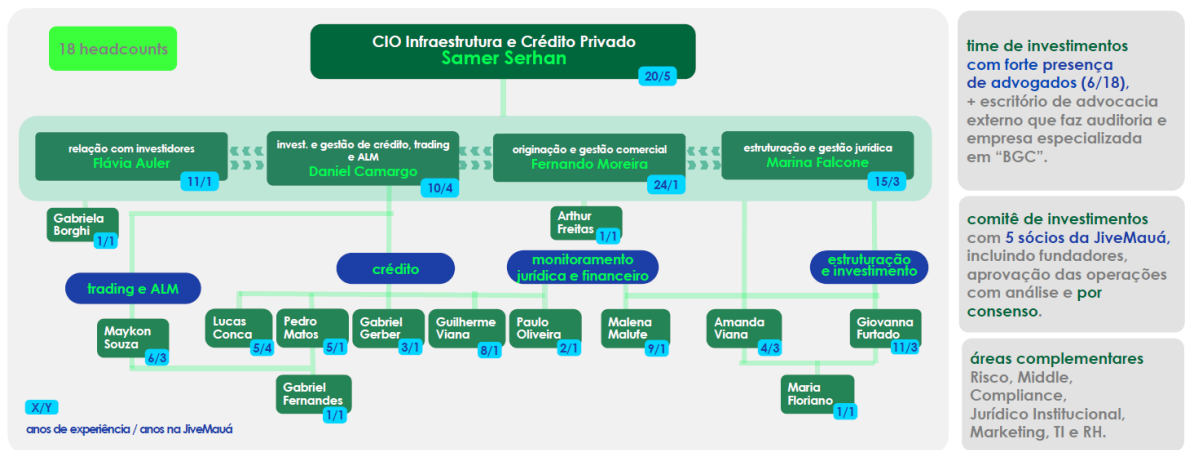 18 headcounts
CIO Infraestrutura e Crédito Privado
Samer Serhan
20/5
relação com investidores
Flávia Auler
11/1
invest. e gestão de crédito, trading
e ALM
Daniel Camargo
10/4
originação e gestão comercial
Fernando Moreira
24/1
estruturação e gestão jurídica
Marina Falcone
15/3
Gabriela
Borghi
1/1
Arthur
Freitas
1/1
trading e ALM
crédito
monitoramento
jurídica e financeiro
estruturação
e investimento
Maykon
Souza
6/3
Lucas
Conca
5/4
Pedro
Matos
5/1
Gabriel
Gerber
3/1
Guilherme
Viana
8/1
Paulo
Oliveira
2/1
Malena
Malufe
9/1
Amanda
Viana
4/3
Giovanna
Furtado
11/3
Gabriel
Fernandes
1/1
Maria
Floriano
1/1
X/Y
anos de experiência / anos na JiveMauá
time de investimentos
com forte presença
de advogados (6/18),
+ escritório de advocacia
externo que faz auditoria e
empresa especializada
em “BGC”.
comitê de investimentos
com 5 sócios da JiveMauá,
incluindo fundadores,
aprovação das operações
com análise e por
consenso.
áreas complementares
Risco, Middle,
Compliance,
Jurídico Institucional,
Marketing, TI e RH.